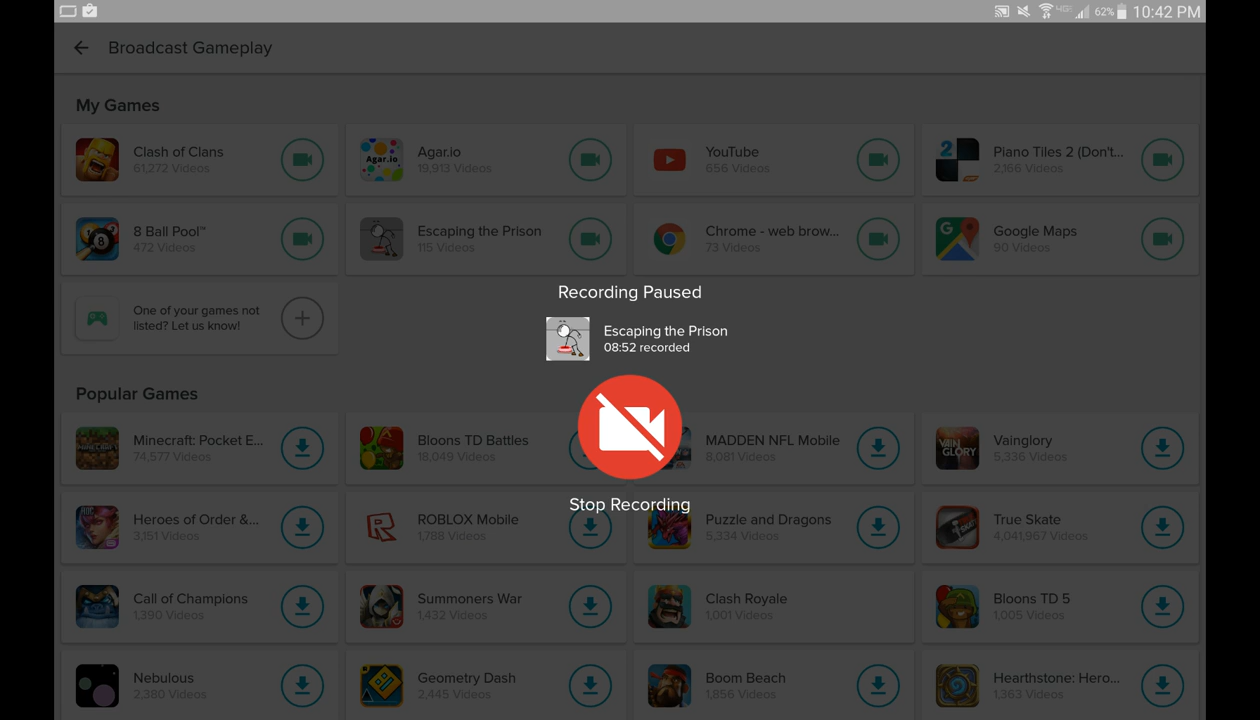 4G 62% 10:42 PM
Broadcast Gameplay
My Games
Clash of Clans
61,272 Videos
Agar.io
Agar.io
19,913 Videos
YouTube
656 Videos
2
Piano Tiles 2 (Don't...
2,166 Videos
8
8 Ball Pool™
472 Videos
Escaping the Prison
115 Videos
Chrome - web brow...
73 Videos
G
Google Maps
90 Videos
One of your games not
listed? Let us know!
Recording Paused
Escaping the Prison
08:52 recorded
Stop Recording
Popular Games
Minecraft: Pocket E...
74,577 Videos
Bloons TD Battles
18,049 Videos
MADDEN NFL Mobile
8,081 Videos
VAIN
GLORY
Vainglory
5,336 Videos
Heroes of Order &...
3,151 Videos
R
ROBLOX Mobile
1,788 Videos
Puzzle and Dragons
5,334 Videos
True Skate
4,041,967 Videos
Call of Champions
1,390 Videos
Summoners War
1,432 Videos
Clash Royale
1,001 Videos
Bloons TD 5
1,005 Videos
Nebulous
2,380 Videos
Geometry Dash
2,445 Videos
Boom Beach
1,856 Videos
Hearthstone: Hero...
1,363 Videos